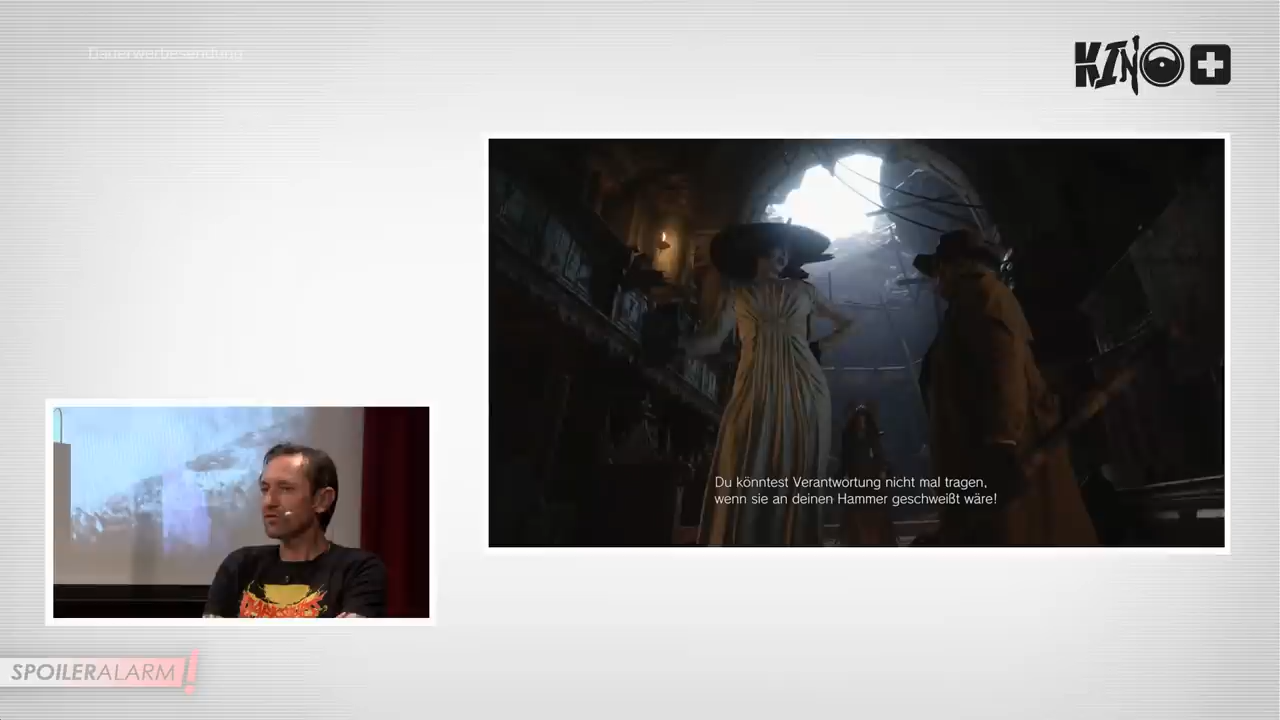 Dauerwerbesendung
KINO+
Du könntest Verantwortung nicht mal tragen,
wenn sie an deinen Hammer geschweißt wäre!
SPOILERALARM!